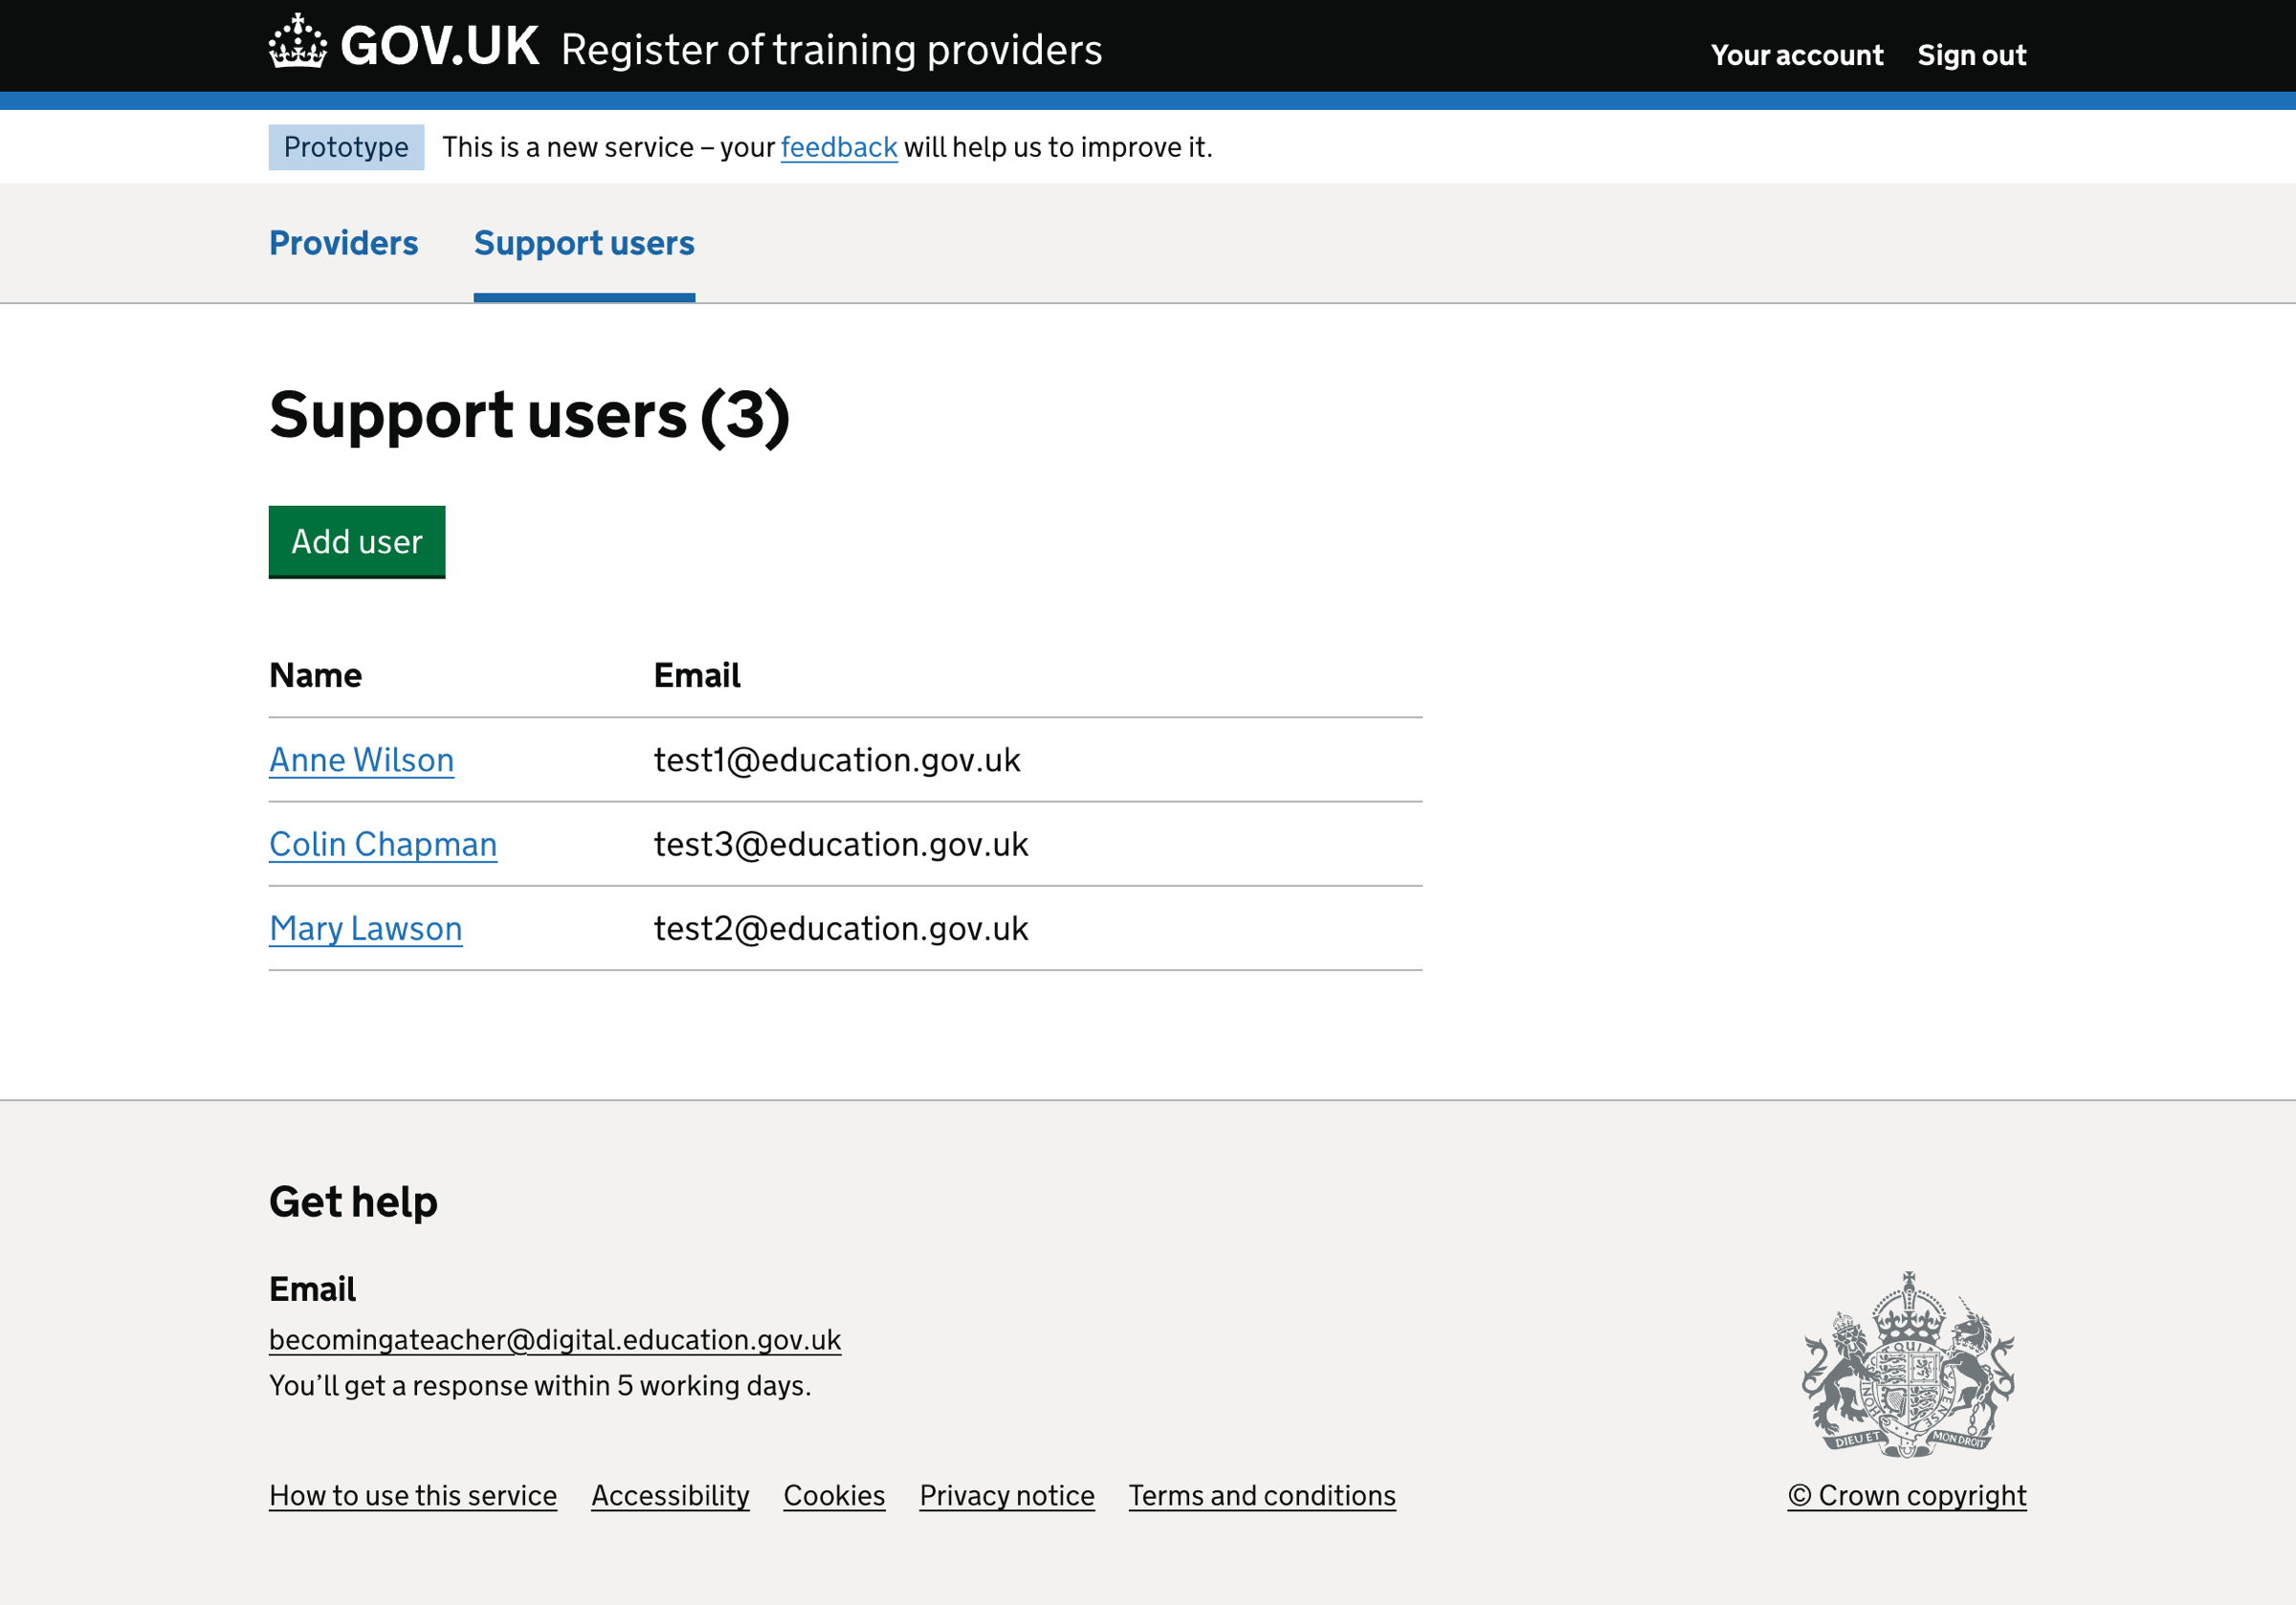 GOV.UK Register of training providers
Your account Sign out
Prototype This is a new service – your feedback will help us to improve it.
Providers Support users
Support users (3)
Add user
Name Email
Anne Wilson test1@education.gov.uk
Colin Chapman test3@education.gov.uk
Mary Lawson test2@education.gov.uk
Get help
Email
becomingateacher@digital.education.gov.uk
You’ll get a response within 5 working days.
DIEU ET MON DROIT
How to use this service Accessibility Cookies Privacy notice Terms and conditions
© Crown copyright